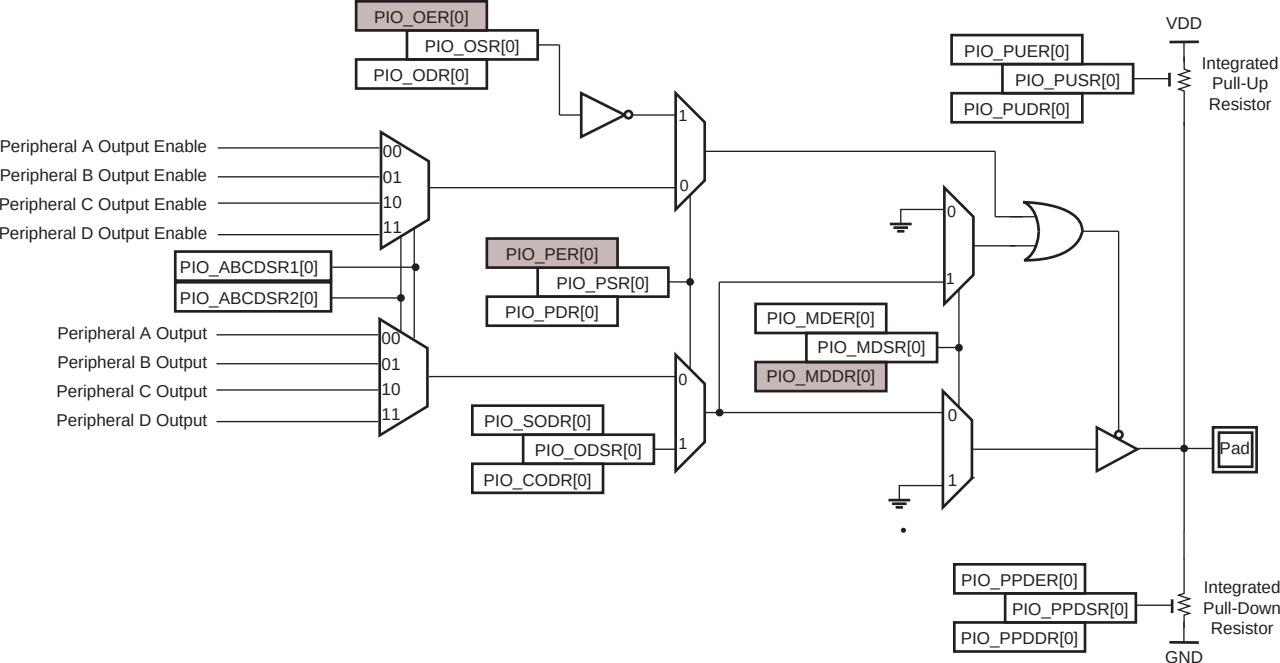 PIO_OER[0]
PIO_OSR[0]
PIO_ODR[0]
VDD
PIO_PUER[0]
PIO_PUSR[0]
PIO_PUDR[0]
Integrated
Pull-Up
Resistor
1
0
Peripheral A Output Enable
Peripheral B Output Enable
Peripheral C Output Enable
Peripheral D Output Enable
00
01
10
11
PIO_ABCDSR1[0]
PIO_ABCDSR2[0]
PIO_PER[0]
PIO_PSR[0]
PIO_PDR[0]
0
1
PIO_MDER[0]
PIO_MDSR[0]
PIO_MDDR[0]
Peripheral A Output
Peripheral B Output
Peripheral C Output
Peripheral D Output
00
01
10
11
0
1
PIO_SODR[0]
PIO_ODSR[0]
PIO_CODR[0]
0
1
Pad
PIO_PPDER[0]
PIO_PPDSR[0]
PIO_PPDDR[0]
Integrated
Pull-Down
Resistor
GND